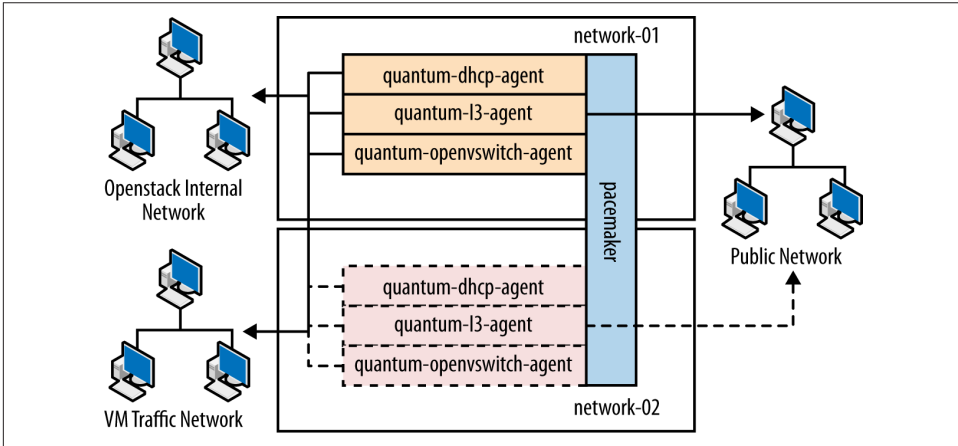 network-01
quantum-dhcp-agent
quantum-l3-agent
quantum-openvswitch-agent
pacemaker
Openstack Internal
Network
Public Network
quantum-dhcp-agent
quantum-l3-agent
quantum-openvswitch-agent
VM Traffic Network
network-02